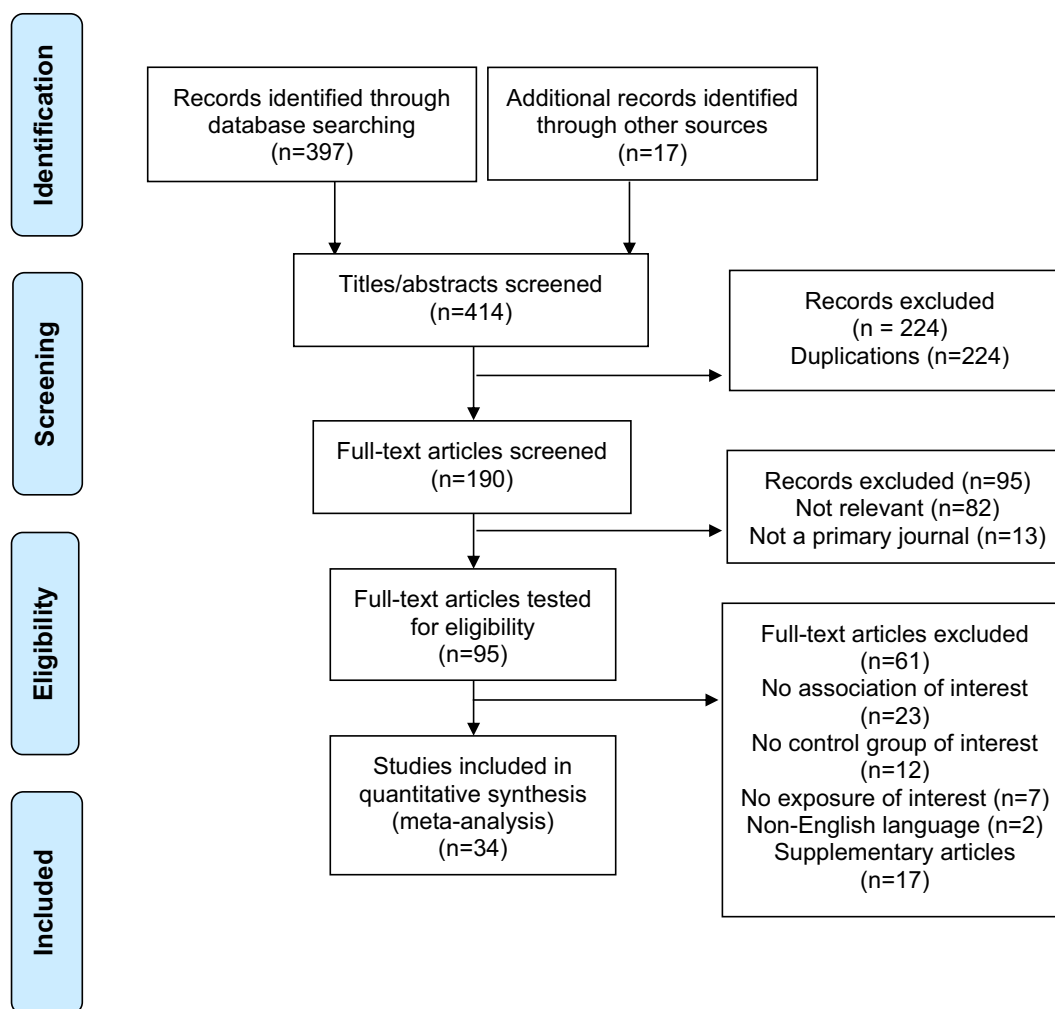 Identification
Records identified through
database searching
(n=397)
Additional records identified
through other sources
(n=17)
Screening
Titles/abstracts screened
(n=414)
Records excluded
(n = 224)
Duplications (n=224)
Full-text articles screened
(n=190)
Records excluded (n=95)
Not relevant (n=82)
Not a primary journal (n=13)
Eligibility
Full-text articles tested
for eligibility
(n=95)
Full-text articles excluded
(n=61)
No association of interest
(n=23)
No control group of interest
(n=12)
No exposure of interest (n=7)
Non-English language (n=2)
Supplementary articles
(n=17)
Included
Studies included in
quantitative synthesis
(meta-analysis)
(n=34)